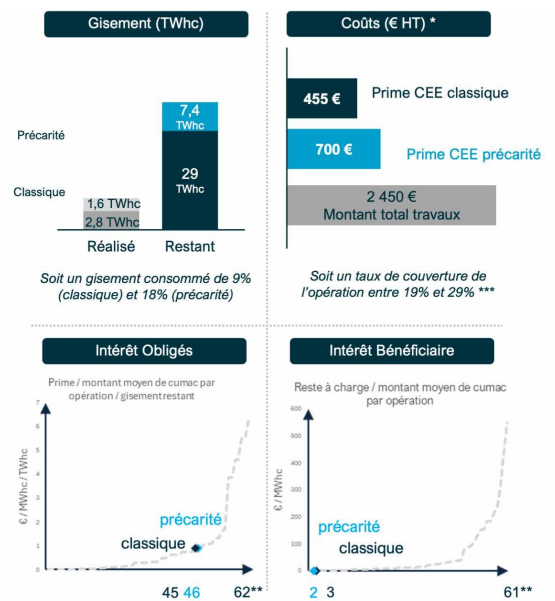 Gisement (TWhc)
Précarité
Classique
7,4
TWhc
29
TWhc
1,6 TWhc
2,8 TWhc
Réalisé
Restant
Soit un gisement consommé de 9%
(classique) et 18% (précarité)
Coûts (€ HT) *
455 €
Prime CEE classique
700 €
Prime CEE précarité
2 450 €
Montant total travaux
Soit un taux de couverture de
l'opération entre 19% et 29% ***
Intérêt Obligés
Prime / montant moyen de cumac par
opération / gisement restant
€ / MWhc / TWhc
7
6
5
4
3
2
1
0
précarité
classique
45 46
62**
Intérêt Bénéficiaire
Reste à charge / montant moyen de cumac
par opération
€ / MWhc
600
500
400
300
200
100
0
précarité
classique
2 3
61**